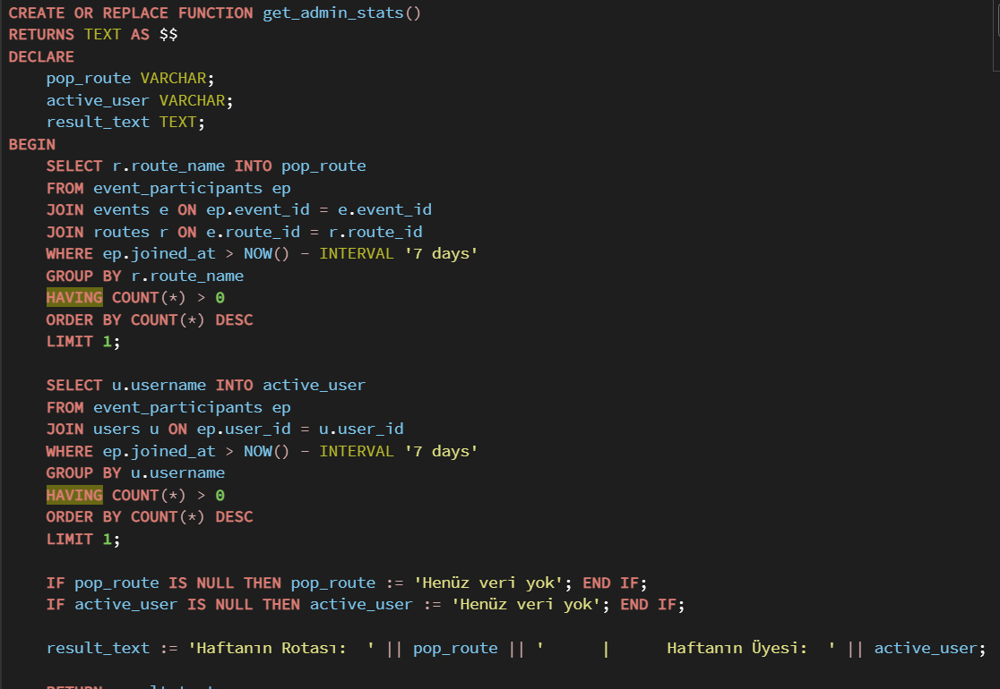 CREATE OR REPLACE FUNCTION get_admin_stats()
RETURNS TEXT AS $$
DECLARE
    pop_route VARCHAR;
    active_user VARCHAR;
    result_text TEXT;
BEGIN
    SELECT r.route_name INTO pop_route
    FROM event_participants ep
    JOIN events e ON ep.event_id = e.event_id
    JOIN routes r ON e.route_id = r.route_id
    WHERE ep.joined_at > NOW() - INTERVAL '7 days'
    GROUP BY r.route_name
    HAVING COUNT(*) > 0
    ORDER BY COUNT(*) DESC
    LIMIT 1;

    SELECT u.username INTO active_user
    FROM event_participants ep
    JOIN users u ON ep.user_id = u.user_id
    WHERE ep.joined_at > NOW() - INTERVAL '7 days'
    GROUP BY u.username
    HAVING COUNT(*) > 0
    ORDER BY COUNT(*) DESC
    LIMIT 1;

    IF pop_route IS NULL THEN pop_route := 'Henüz veri yok'; END IF;
    IF active_user IS NULL THEN active_user := 'Henüz veri yok'; END IF;

    result_text := 'Haftanın Rotası:  ' || pop_route || '      |      Haftanın Üyesi:  ' || active_user;